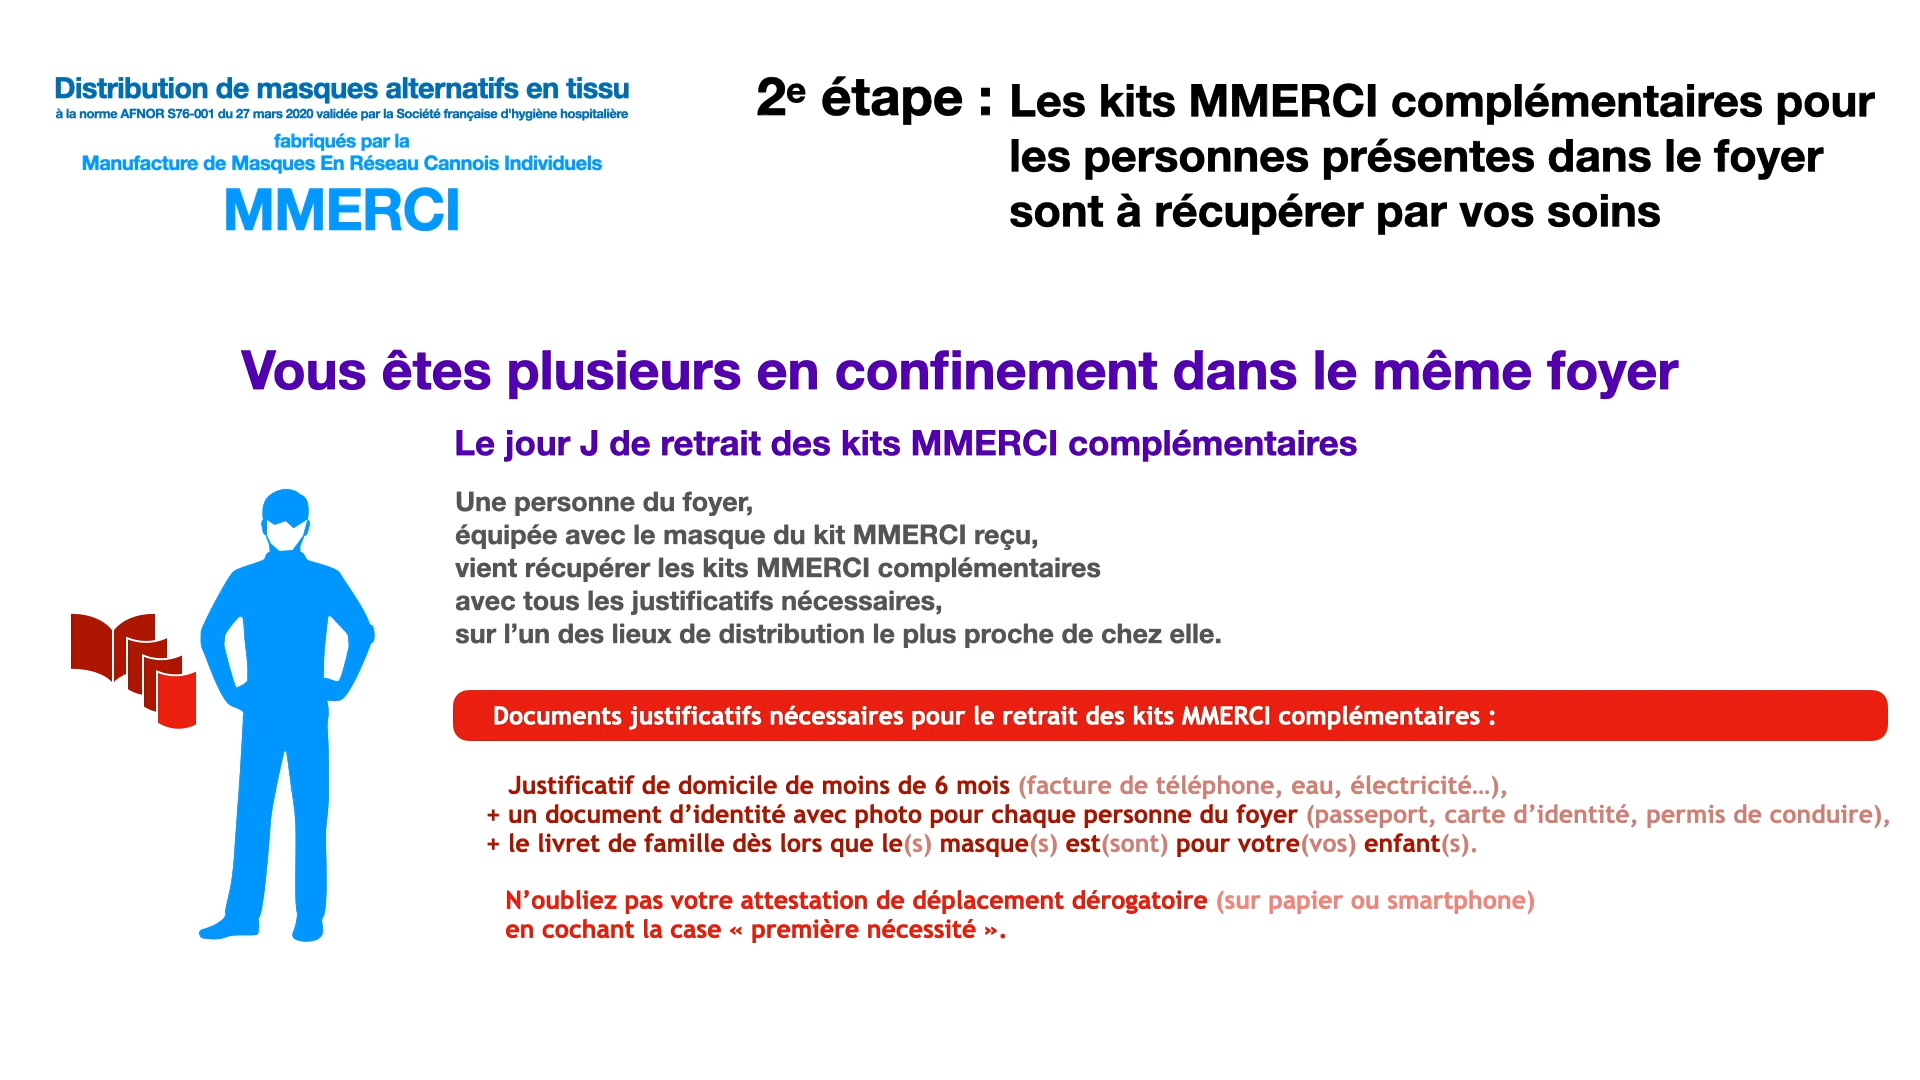 Distribution de masques alternatifs en tissu
à la norme AFNOR S76-001 du 27 mars 2020 validée par la Société française d'hygiène hospitalière
fabriqués par la
Manufacture de Masques En Réseau Cannois Individuels
MMERCI
2e étape : Les kits MMERCI complémentaires pour
les personnes présentes dans le foyer
sont à récupérer par vos soins
Vous êtes plusieurs en confinement dans le même foyer
Le jour J de retrait des kits MMERCI complémentaires
Une personne du foyer,
équipée avec le masque du kit MMERCI reçu,
vient récupérer les kits MMERCI complémentaires
avec tous les justificatifs nécessaires,
sur l’un des lieux de distribution le plus proche de chez elle.
Documents justificatifs nécessaires pour le retrait des kits MMERCI complémentaires :
Justificatif de domicile de moins de 6 mois (facture de téléphone, eau, électricité…),
+ un document d’identité avec photo pour chaque personne du foyer (passeport, carte d’identité, permis de conduire),
+ le livret de famille dès lors que le(s) masque(s) est(sont) pour votre(vos) enfant(s).
N’oubliez pas votre attestation de déplacement dérogatoire (sur papier ou smartphone)
en cochant la case « première nécessité ».